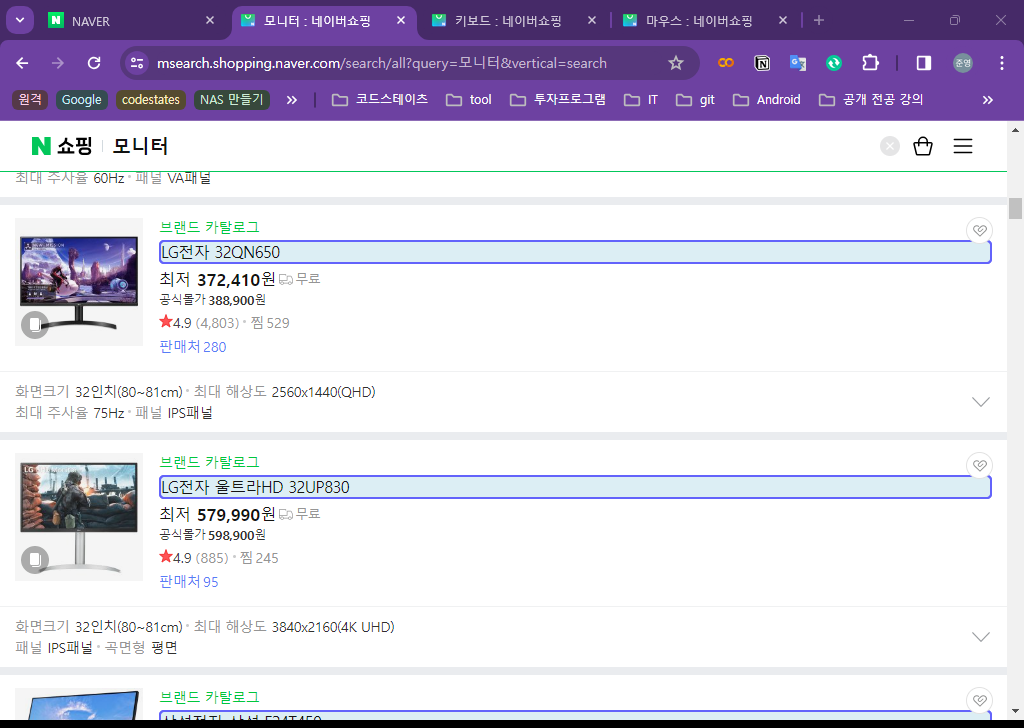 NAVER
모니터 : 네이버쇼핑
키보드 : 네이버쇼핑
마우스 : 네이버쇼핑
msearch.shopping.naver.com/search/all?query=모니터&vertical=search
준영
원격
Google
codestates
NAS 만들기
코드스테이츠
tool
투자프로그램
IT
git
Android
공개 전공 강의
N 쇼핑
모니터
최대 주사율 60Hz · 패널 VA패널
브랜드 카탈로그
LG전자 32QN650
최저 372,410원 무료
공식몰가 388,900원
4.9 (4,803) · 찜 529
판매처 280
화면크기 32인치(80~81cm) · 최대 해상도 2560x1440(QHD)
최대 주사율 75Hz · 패널 IPS패널
브랜드 카탈로그
LG전자 울트라HD 32UP830
최저 579,990원 무료
공식몰가 598,900원
4.9 (885) · 찜 245
판매처 95
화면크기 32인치(80~81cm) · 최대 해상도 3840x2160(4K UHD)
패널 IPS패널 · 곡면형 평면
브랜드 카탈로그
삼성전자 삼성 F24T450